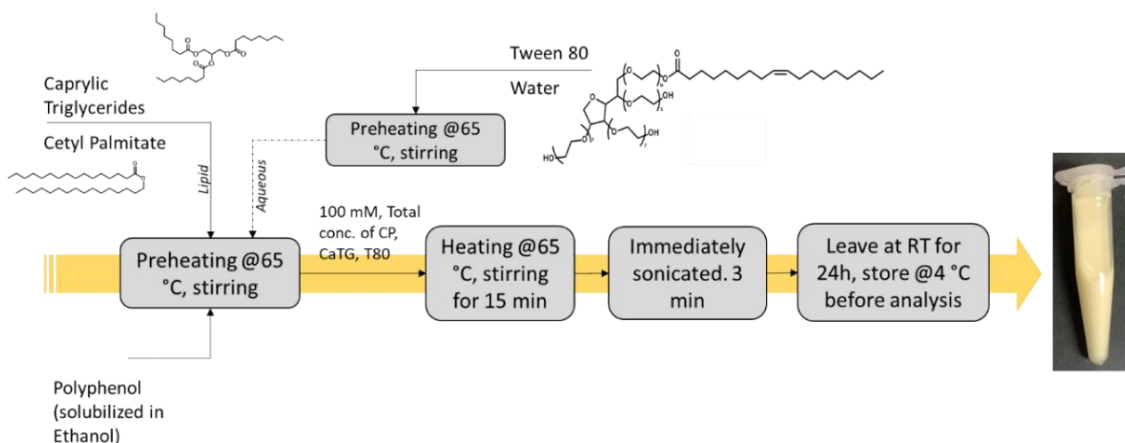 Caprylic
Triglycerides
Cetyl Palmitate
Lipid
Aqueous
Tween 80
Water
Preheating @65
°C, stirring
Preheating @65
°C, stirring
100 mM, Total
conc. of CP,
CaTG, T80
Heating @65
°C, stirring
for 15 min
Immediately
sonicated. 3
min
Leave at RT for
24h, store @4 °C
before analysis
Polyphenol
(solubilized in
Ethanol)